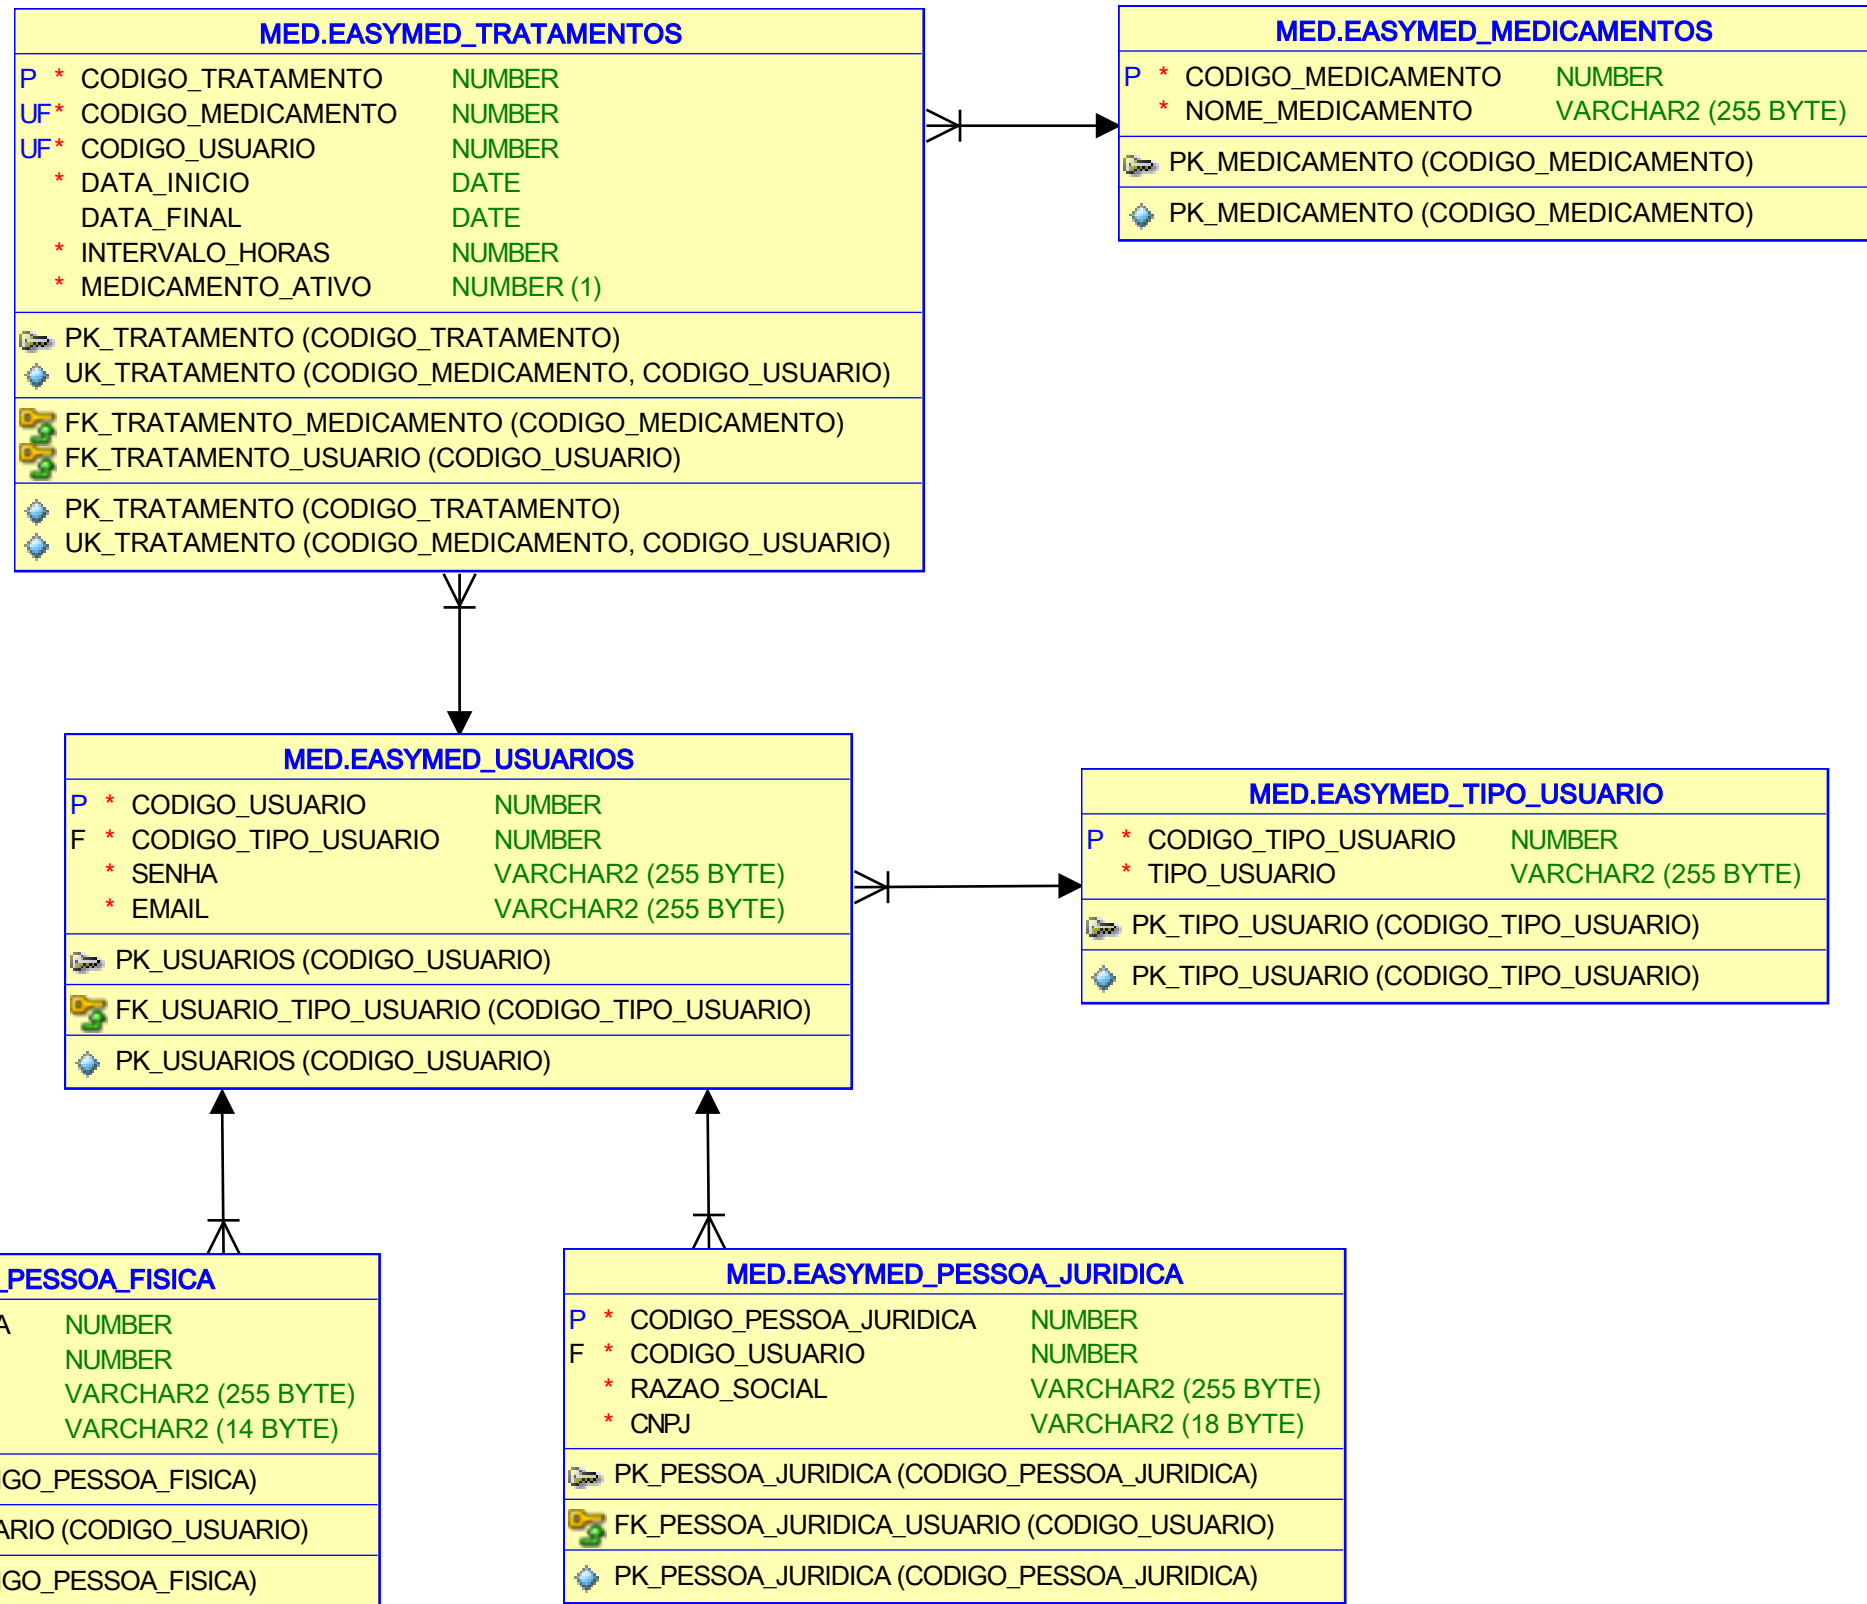 MED.EASYMED_TRATAMENTOS
P * CODIGO_TRATAMENTO NUMBER
UF* CODIGO_MEDICAMENTO NUMBER
UF* CODIGO_USUARIO NUMBER
* DATA_INICIO DATE
DATA_FINAL DATE
* INTERVALO_HORAS NUMBER
* MEDICAMENTO_ATIVO NUMBER (1)
PK_TRATAMENTO (CODIGO_TRATAMENTO)
UK_TRATAMENTO (CODIGO_MEDICAMENTO, CODIGO_USUARIO)
FK_TRATAMENTO_MEDICAMENTO (CODIGO_MEDICAMENTO)
FK_TRATAMENTO_USUARIO (CODIGO_USUARIO)
PK_TRATAMENTO (CODIGO_TRATAMENTO)
UK_TRATAMENTO (CODIGO_MEDICAMENTO, CODIGO_USUARIO)
MED.EASYMED_MEDICAMENTOS
P * CODIGO_MEDICAMENTO NUMBER
* NOME_MEDICAMENTO VARCHAR2 (255 BYTE)
PK_MEDICAMENTO (CODIGO_MEDICAMENTO)
PK_MEDICAMENTO (CODIGO_MEDICAMENTO)
MED.EASYMED_USUARIOS
P * CODIGO_USUARIO NUMBER
F * CODIGO_TIPO_USUARIO NUMBER
* SENHA VARCHAR2 (255 BYTE)
* EMAIL VARCHAR2 (255 BYTE)
PK_USUARIOS (CODIGO_USUARIO)
FK_USUARIO_TIPO_USUARIO (CODIGO_TIPO_USUARIO)
PK_USUARIOS (CODIGO_USUARIO)
MED.EASYMED_TIPO_USUARIO
P * CODIGO_TIPO_USUARIO NUMBER
* TIPO_USUARIO VARCHAR2 (255 BYTE)
PK_TIPO_USUARIO (CODIGO_TIPO_USUARIO)
PK_TIPO_USUARIO (CODIGO_TIPO_USUARIO)
_PESSOA_FISICA
A NUMBER
NUMBER
VARCHAR2 (255 BYTE)
VARCHAR2 (14 BYTE)
IGO_PESSOA_FISICA)
ARIO (CODIGO_USUARIO)
IGO_PESSOA_FISICA)
MED.EASYMED_PESSOA_JURIDICA
P * CODIGO_PESSOA_JURIDICA NUMBER
F * CODIGO_USUARIO NUMBER
* RAZAO_SOCIAL VARCHAR2 (255 BYTE)
* CNPJ VARCHAR2 (18 BYTE)
PK_PESSOA_JURIDICA (CODIGO_PESSOA_JURIDICA)
FK_PESSOA_JURIDICA_USUARIO (CODIGO_USUARIO)
PK_PESSOA_JURIDICA (CODIGO_PESSOA_JURIDICA)